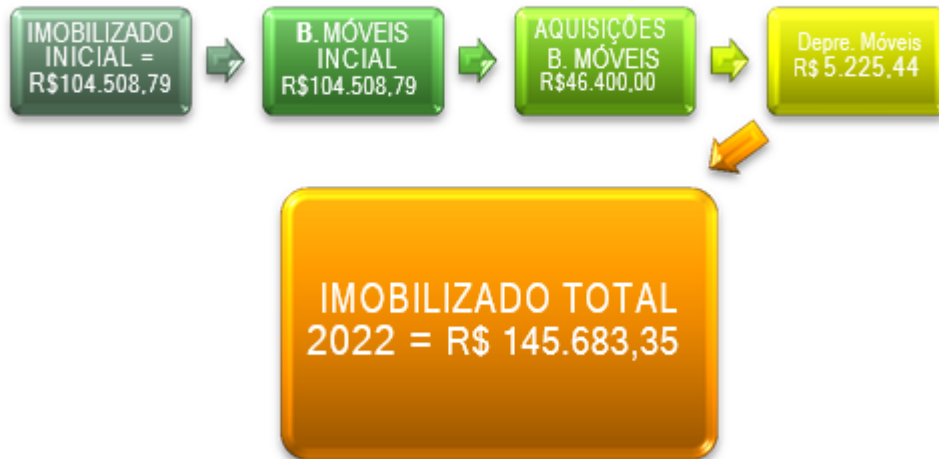 IMOBILIZADO
INICIAL =
R$104.508,79
B. MÓVEIS
INCIAL
R$104.508,79
AQUISIÇÕES
B. MÓVEIS
R$46.400,00
Depre. Móveis
R$ 5.225,44
IMOBILIZADO TOTAL
2022 = R$ 145.683,35